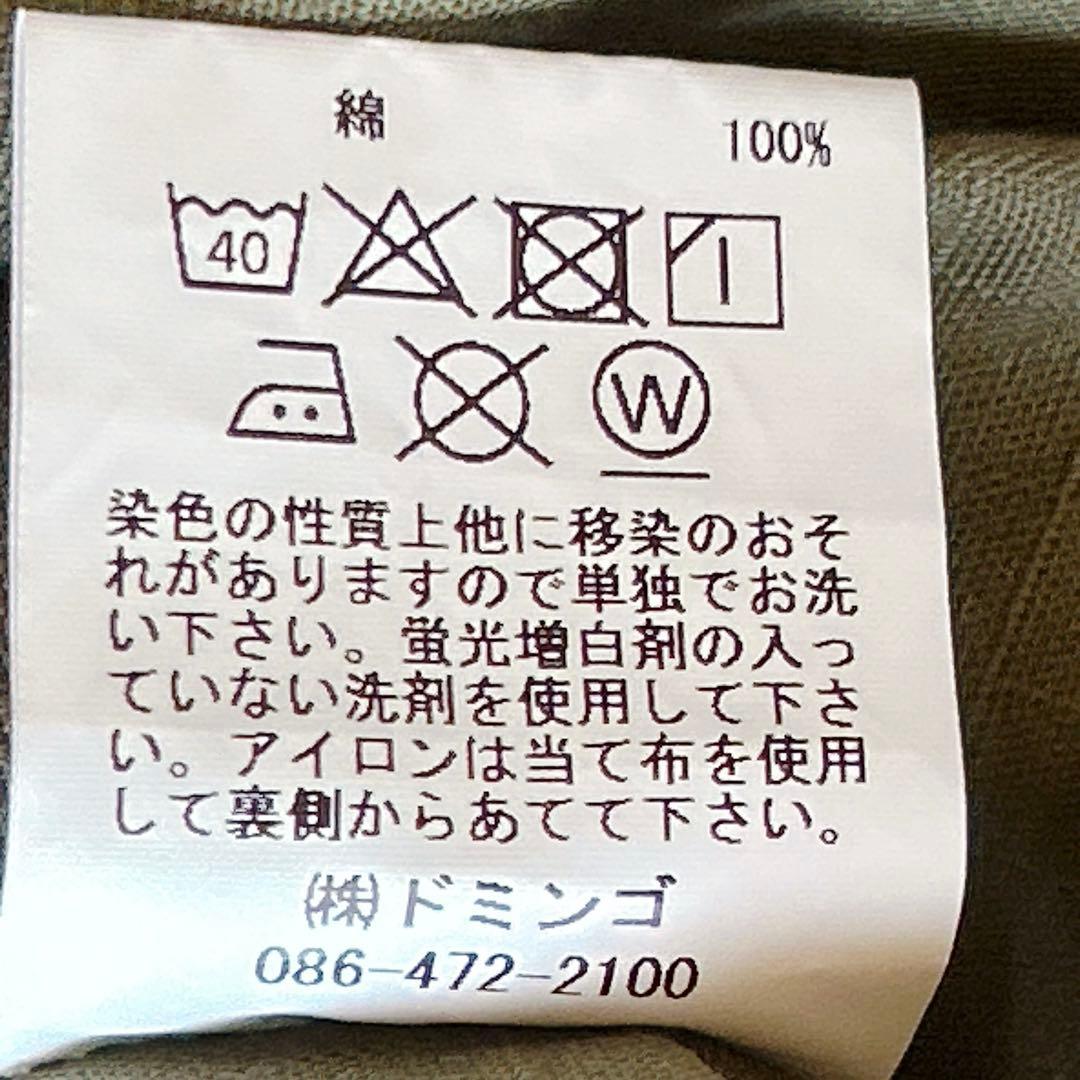 綿 100%
40
W
染色の性質上他に移染のおそ
れがありますので単独でお洗
い下さい。蛍光増白剤の入っ
ていない洗剤を使用して下さ
い。アイロンは当て布を使用
して裏側からあてて下さい。
㈱ドミンゴ
086-472-2100